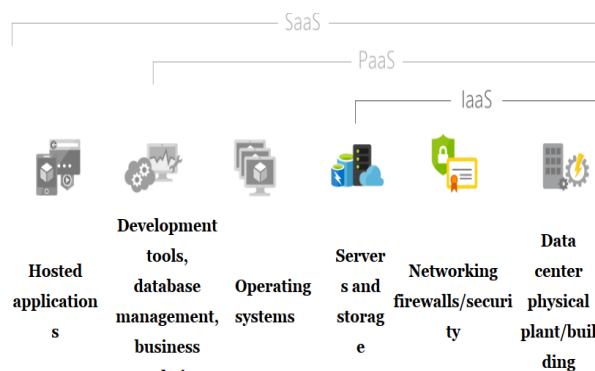 SaaS
PaaS
IaaS
Hosted
application
s
Development
tools,
database
management,
business
Operating
systems
Server
s and
storag
e
Networking
firewalls/securi
ty
Data
center
physical
plant/buil
ding